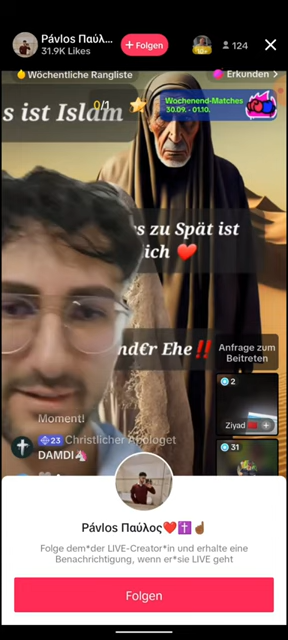 Pávlos Παύλ...
31.9K Likes
+ Folgen
10+
124
Wöchentliche Rangliste
Erkunden >
s ist Islam
0/1
Wochenend-Matches
30.09. - 01.10.
s zu Spät ist
ich ❤️
nd€r Ehe‼️
Anfrage zum
Beitreten
2
Ziyad
Moment!
23 Christlicher Apologet
DAMDIA🦄
31
Pávlos Παύλος❤️✝️☝🏾
Folge dem*der LIVE-Creator*in und erhalte eine
Benachrichtigung, wenn er*sie LIVE geht
Folgen